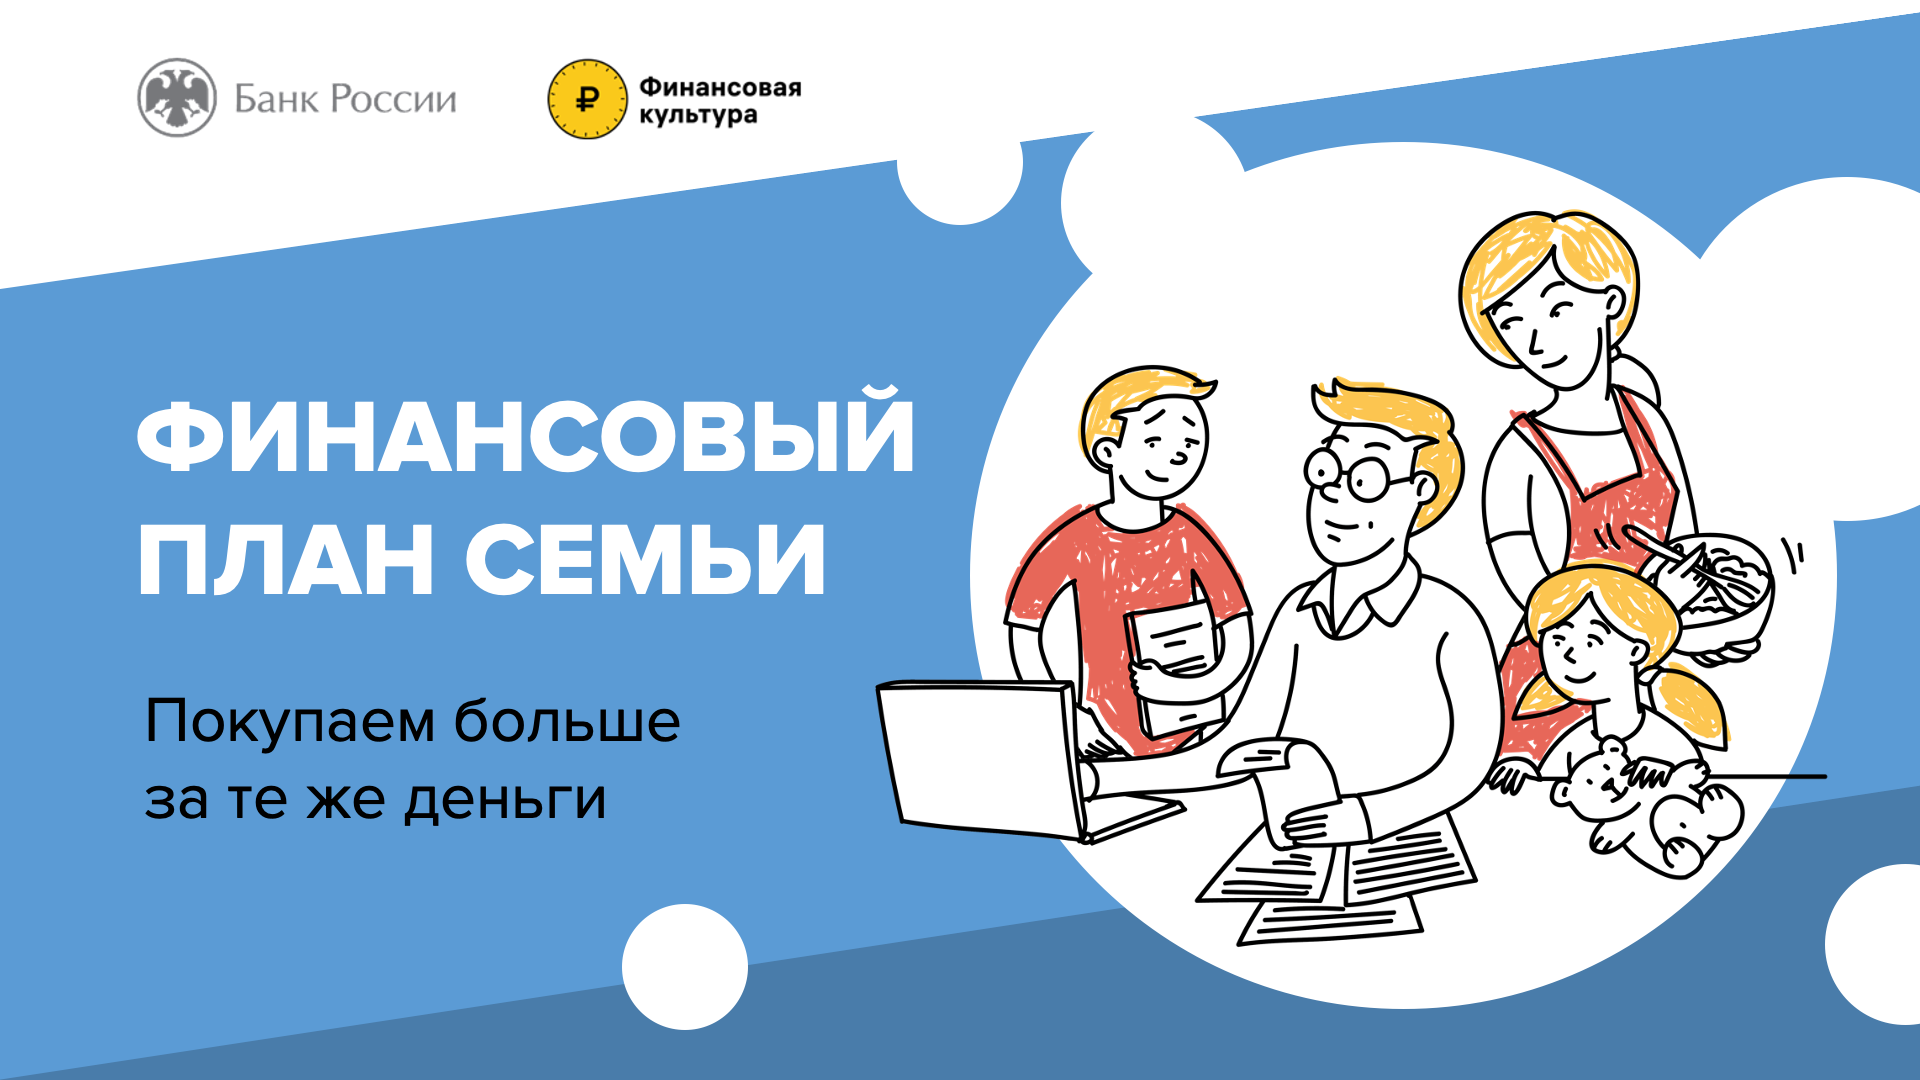 Банк России
₽
Финансовая
культура
ФИНАНСОВЫЙ
ПЛАН СЕМЬИ
Покупаем больше
за те же деньги